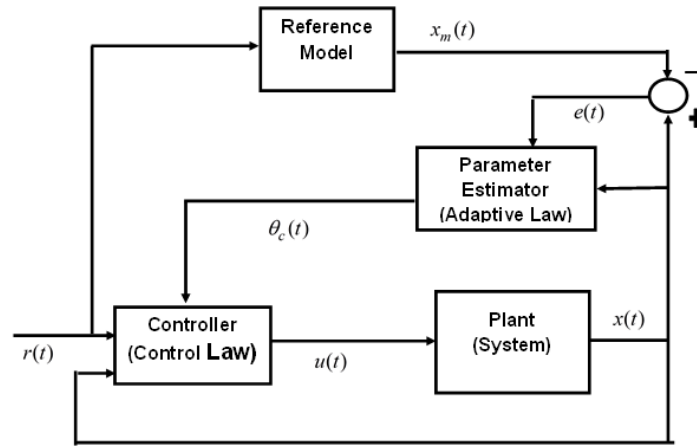 Reference
Model
x_m(t)
−
+
e(t)
Parameter
Estimator
(Adaptive Law)
θ_c(t)
Controller
(Control Law)
Plant
(System)
x(t)
r(t)
u(t)